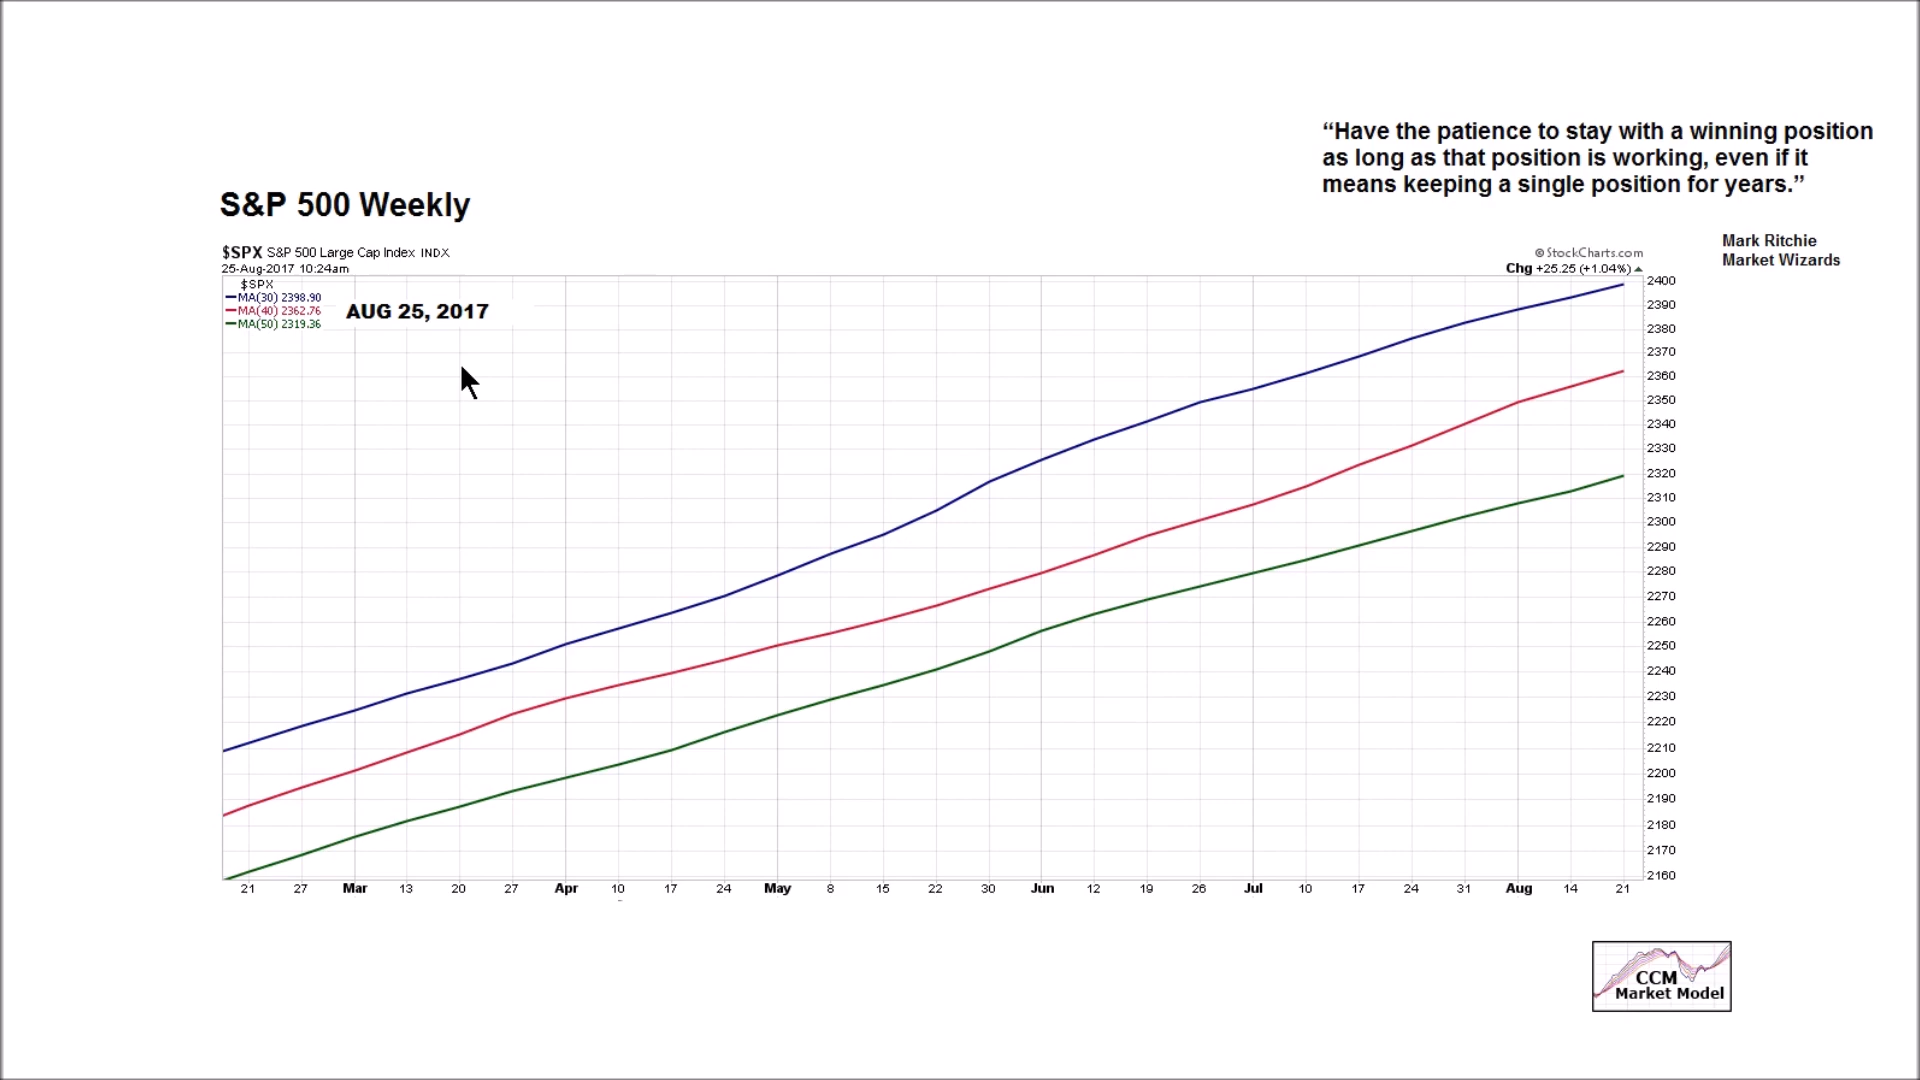 “Have the patience to stay with a winning position
as long as that position is working, even if it
means keeping a single position for years.”
S&P 500 Weekly
Mark Ritchie
Market Wizards
$SPX S&P 500 Large Cap Index INDX
© StockCharts.com
25-Aug-2017 10:24am
Chg +25.25 (+1.04%)
$SPX
MA(30) 2398.90
MA(40) 2362.76
MA(50) 2319.36
AUG 25, 2017
2400
2390
2380
2370
2360
2350
2340
2330
2320
2310
2300
2290
2280
2270
2260
2250
2240
2230
2220
2210
2200
2190
2180
2170
2160
21 27 Mar 13 20 27 Apr 10 17 24 May 8 15 22 30 Jun 12 19 26 Jul 10 17 24 31 Aug 14 21
CCM
Market Model